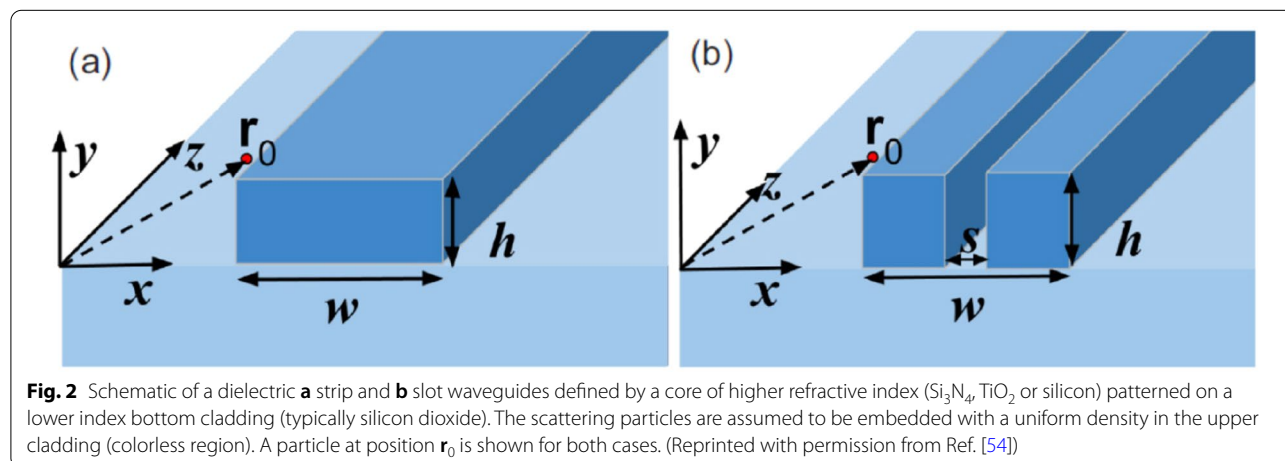 (a)
r0
y
z
x
h
w
(b)
r0
y
z
x
s
h
w
Fig. 2 Schematic of a dielectric a strip and b slot waveguides defined by a core of higher refractive index (Si3N4, TiO2 or silicon) patterned on a
lower index bottom cladding (typically silicon dioxide). The scattering particles are assumed to be embedded with a uniform density in the upper
cladding (colorless region). A particle at position r0 is shown for both cases. (Reprinted with permission from Ref. [54])